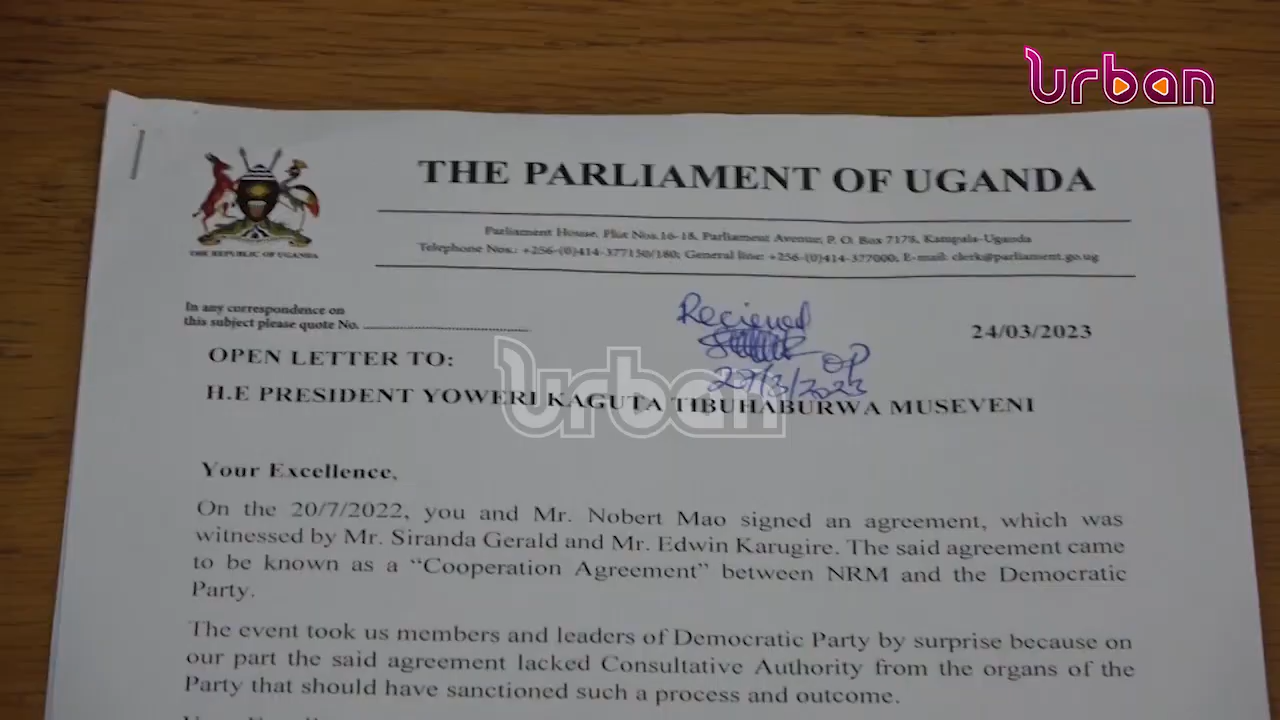 urban
THE PARLIAMENT OF UGANDA
Parliament House, Plot Nos.16-18, Parliament Avenue, P. O. Box 7178, Kampala-Uganda
Telephone Nos.: +256-(0)414-377150/180; General line: +256-(0)414-377000, E-mail: clerk@parliament.go.ug
THE REPUBLIC OF UGANDA
In any correspondence on
this subject please quote No.
Recieved
OP
27/3/2023
24/03/2023
OPEN LETTER TO:
H.E PRESIDENT YOWERI KAGUTA TIBUHABURWA MUSEVENI
urban
Your Excellence,
On the 20/7/2022, you and Mr. Nobert Mao signed an agreement, which was
witnessed by Mr. Siranda Gerald and Mr. Edwin Karugire. The said agreement came
to be known as a “Cooperation Agreement” between NRM and the Democratic
Party.
The event took us members and leaders of Democratic Party by surprise because on
our part the said agreement lacked Consultative Authority from the organs of the
Party that should have sanctioned such a process and outcome.